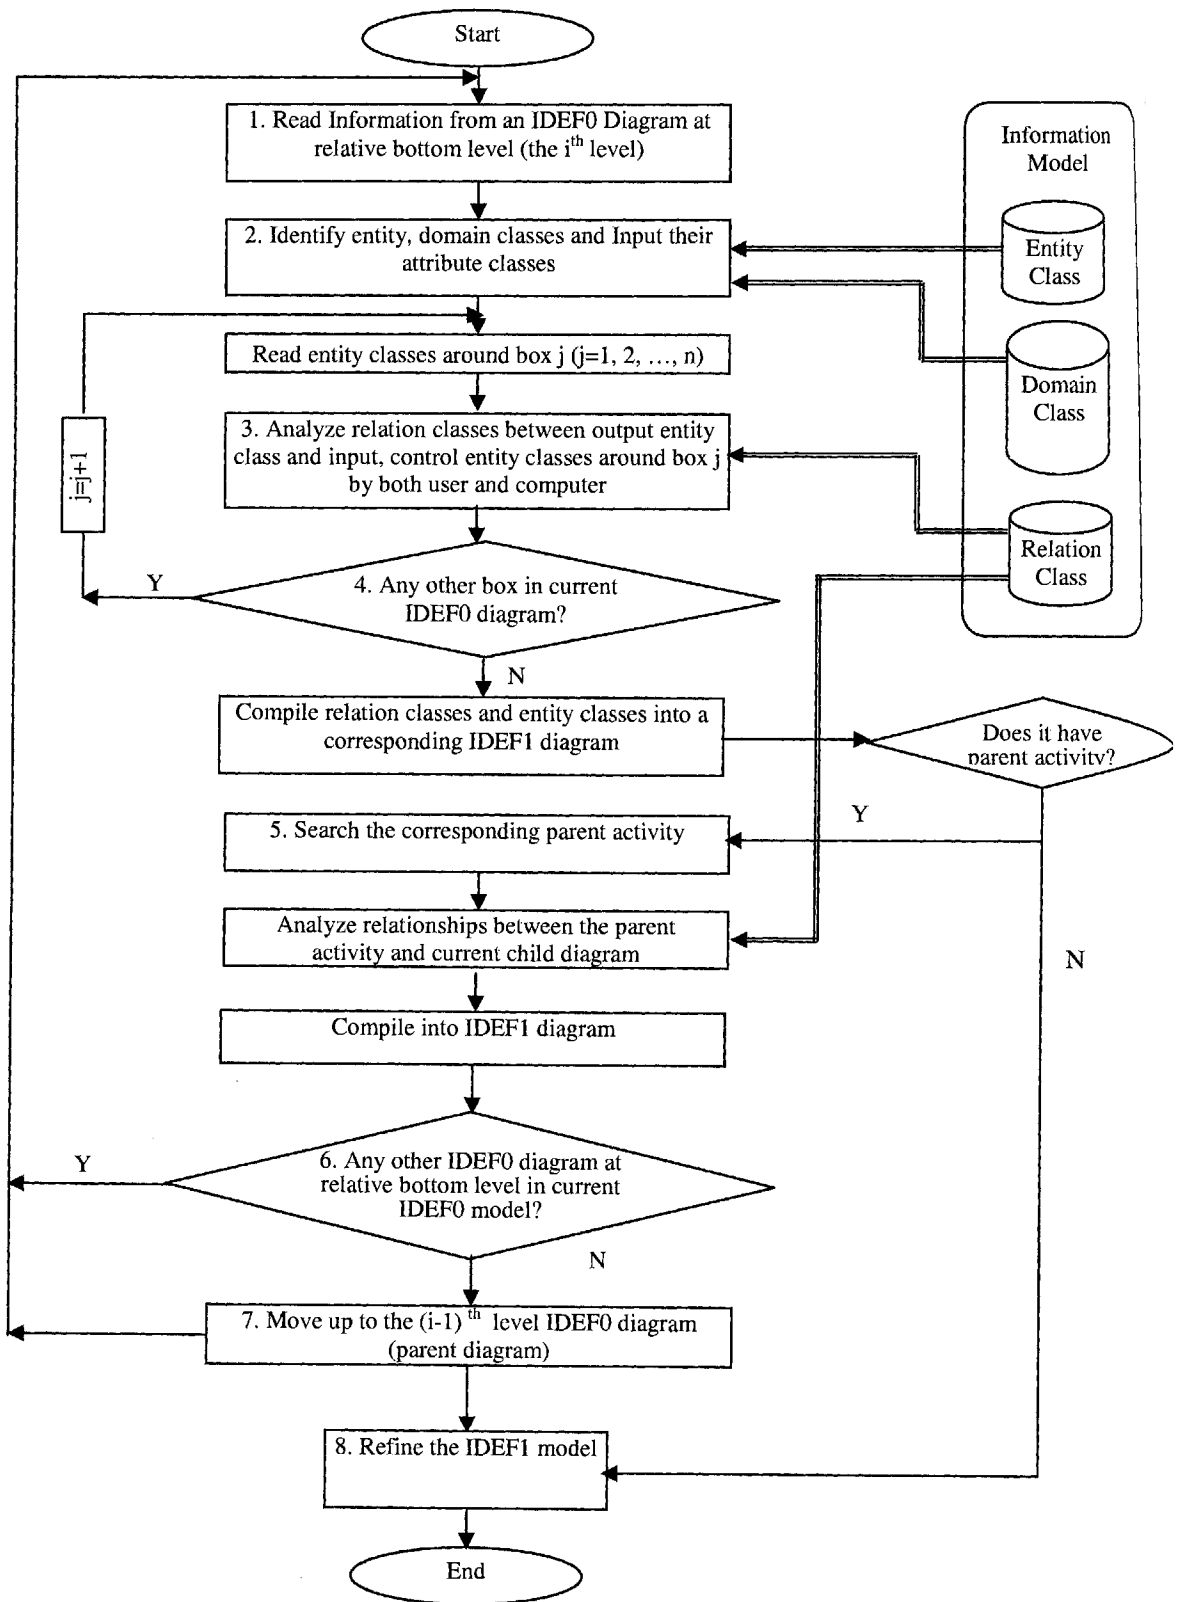 Start
1. Read Information from an IDEF0 Diagram at
relative bottom level (the i^th level)
Information
Model
2. Identify entity, domain classes and Input their
attribute classes
Entity
Class
Read entity classes around box j (j=1, 2, …, n)
Domain
Class
j=j+1
3. Analyze relation classes between output entity
class and input, control entity classes around box j
by both user and computer
Relation
Class
Y
4. Any other box in current
IDEF0 diagram?
N
Compile relation classes and entity classes into a
corresponding IDEF1 diagram
Does it have
parent activity?
Y
5. Search the corresponding parent activity
Analyze relationships between the parent
activity and current child diagram
N
Compile into IDEF1 diagram
Y
6. Any other IDEF0 diagram at
relative bottom level in current
IDEF0 model?
N
7. Move up to the (i-1)^th level IDEF0 diagram
(parent diagram)
8. Refine the IDEF1 model
End